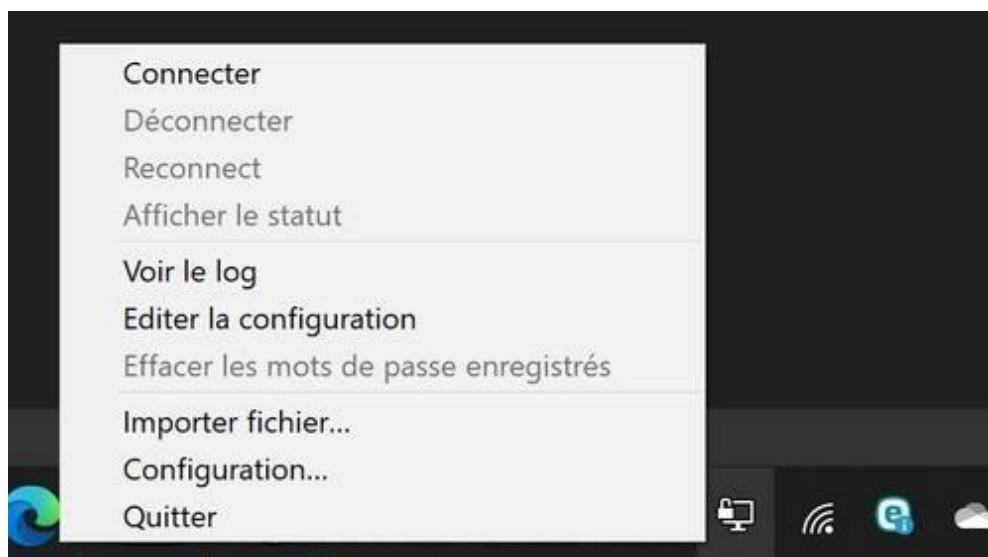 Connecter
Déconnecter
Reconnect
Afficher le statut
Voir le log
Editer la configuration
Effacer les mots de passe enregistrés
Importer fichier...
Configuration...
Quitter